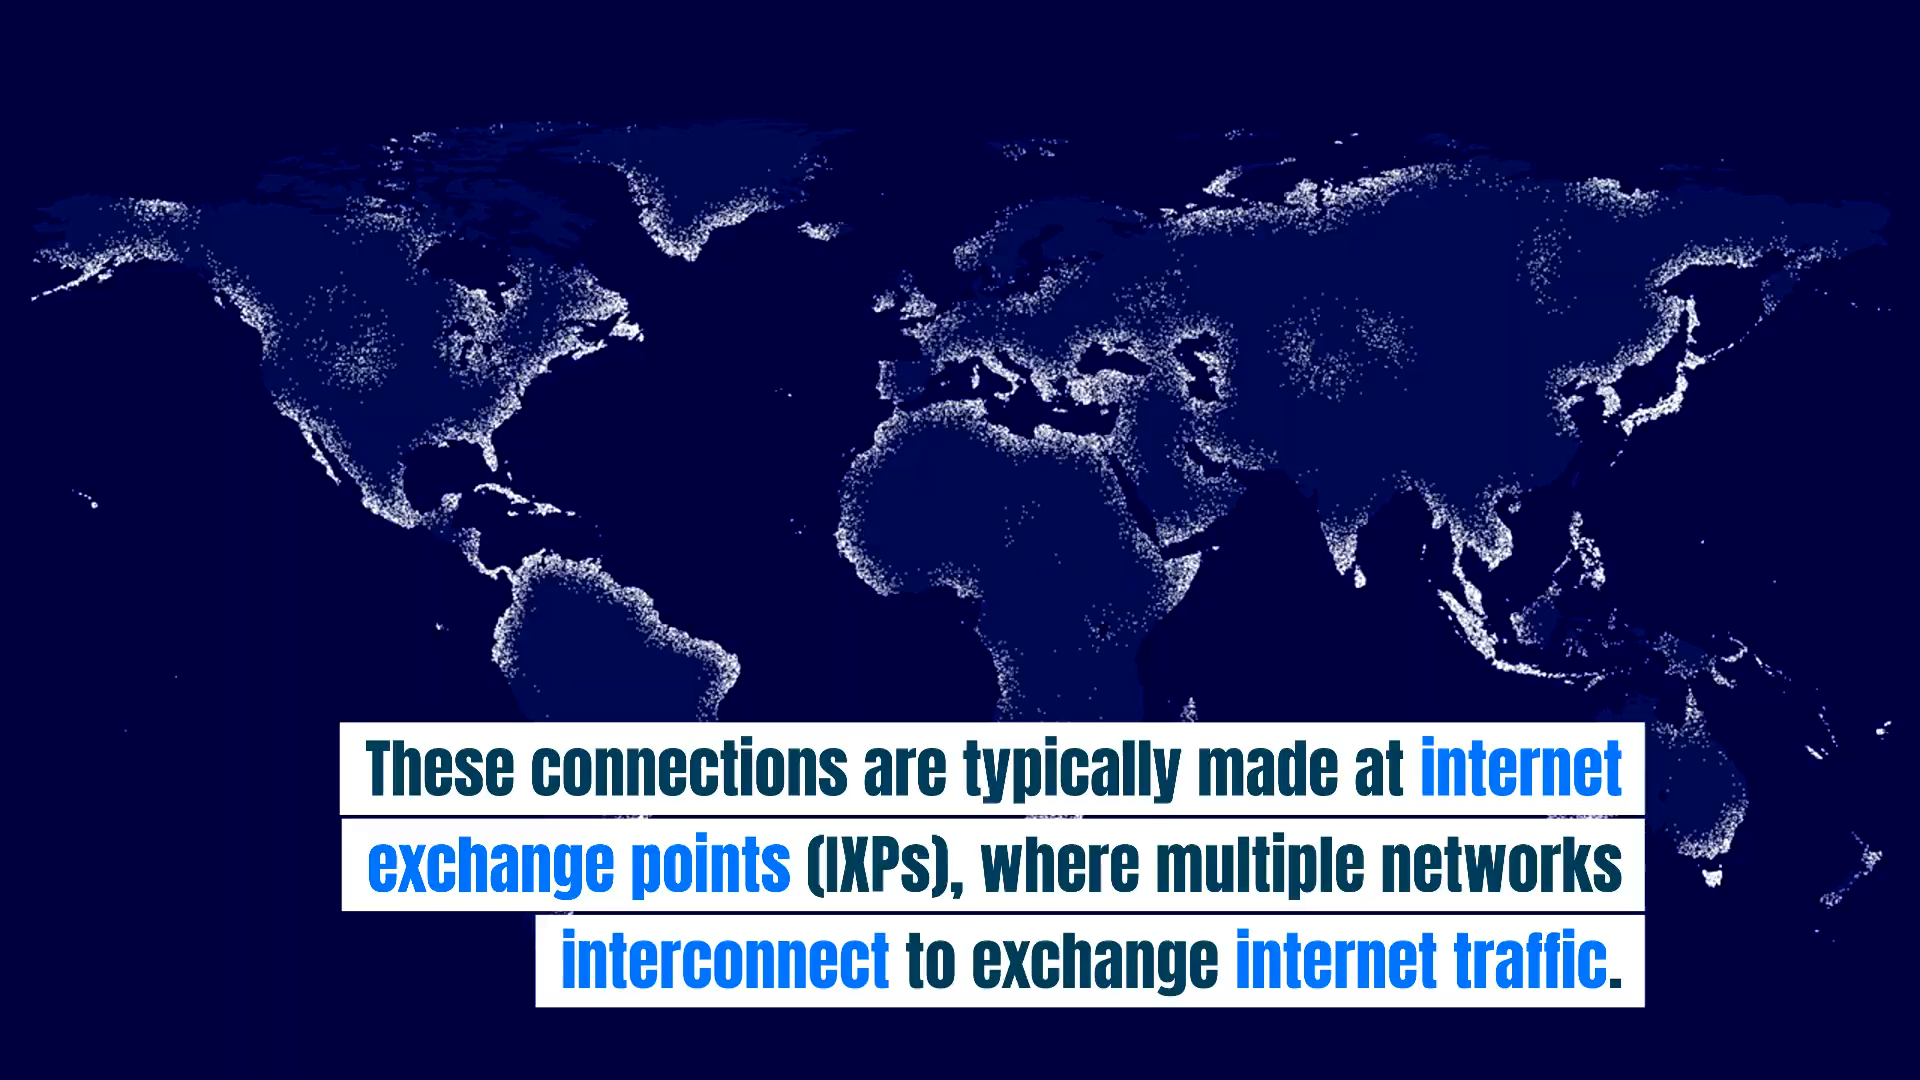 These connections are typically made at internet
exchange points (IXPs), where multiple networks
interconnect to exchange internet traffic.